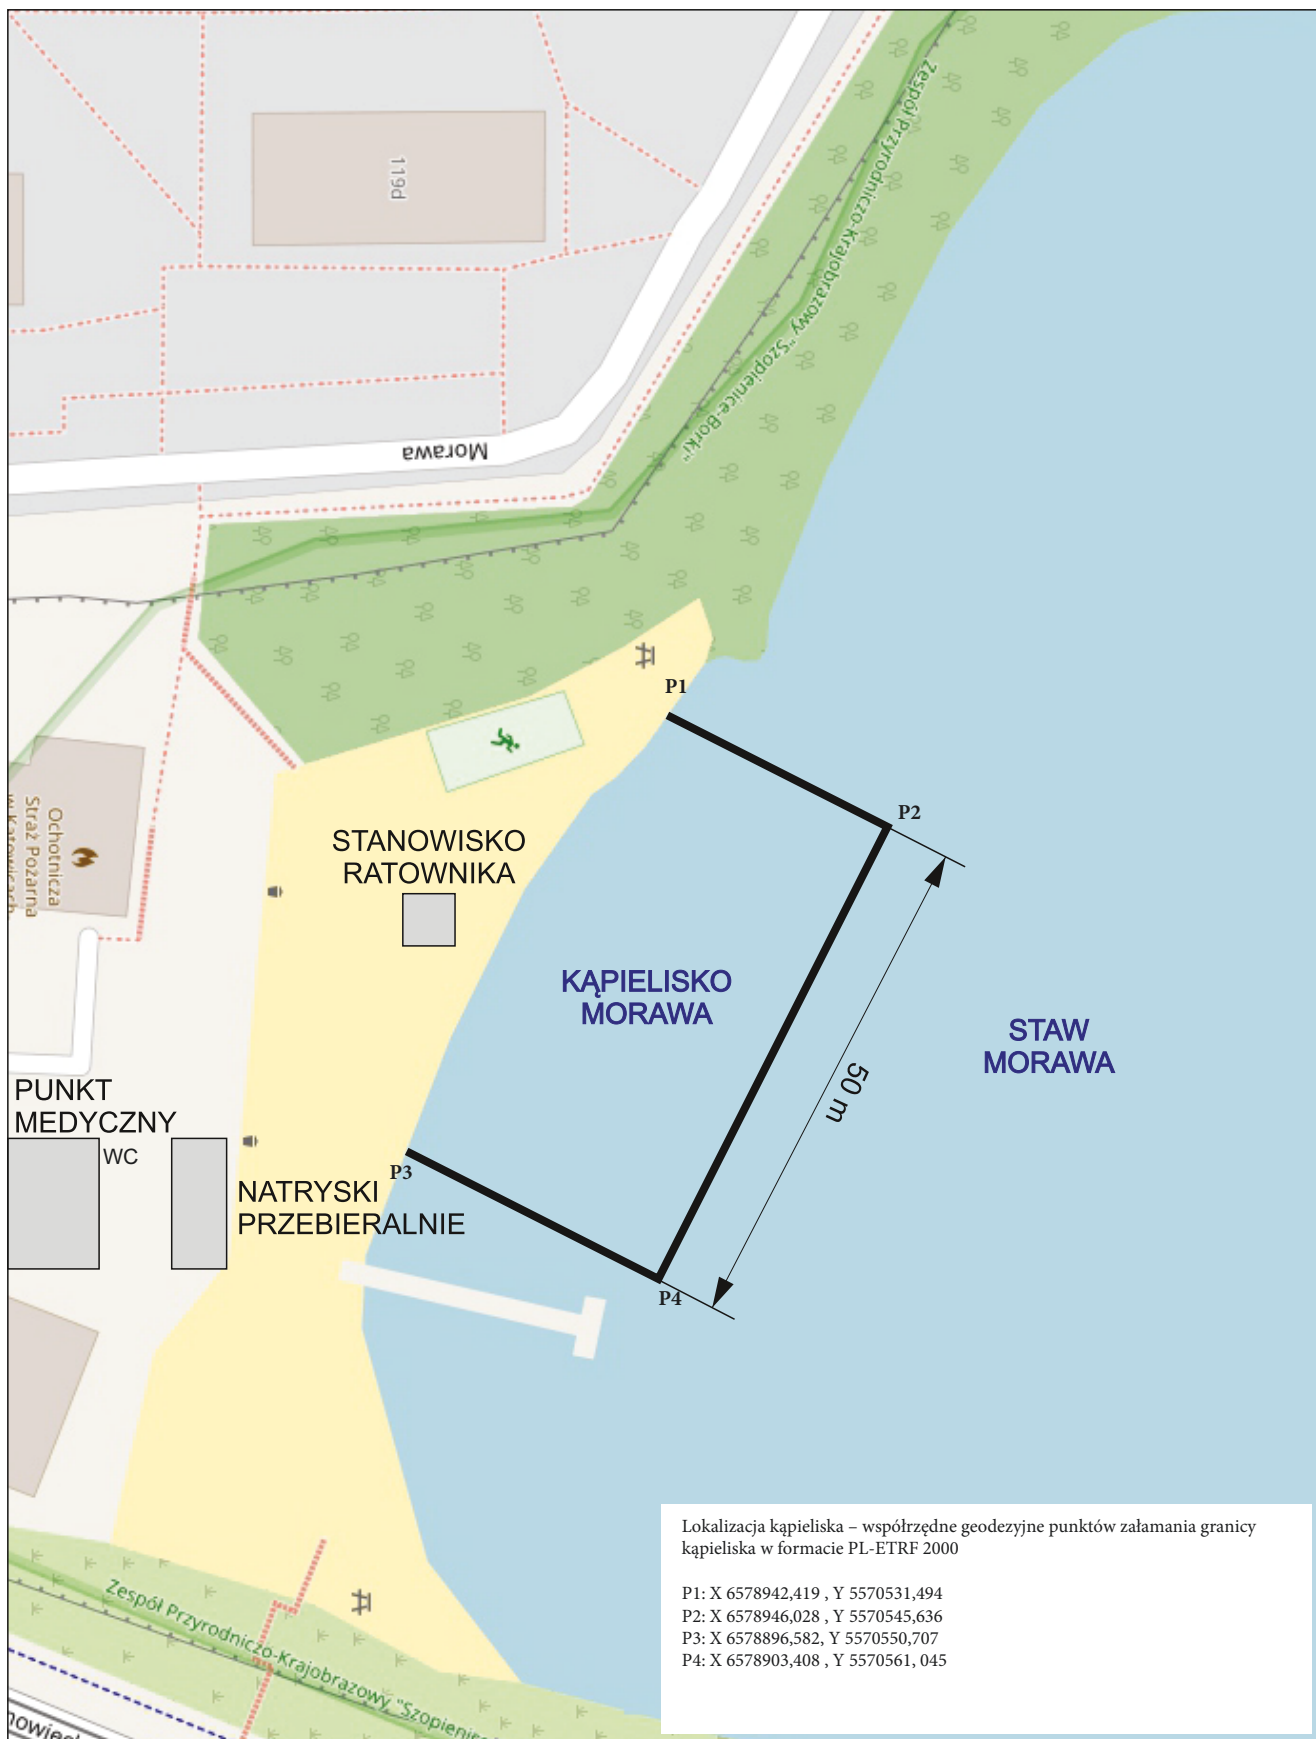 Zespół Przyrodniczo-Krajobrazowy "Szopienice-Borki"
119d
Morawa
P1
P2
Ochotnicza
Straż Pożarna
w Katowicach
STANOWISKO
RATOWNIKA
KĄPIELISKO
MORAWA
STAW
MORAWA
50 m
PUNKT
MEDYCZNY
WC
P3
NATRYSKI
PRZEBIERALNIE
P4
Lokalizacja kąpieliska – współrzędne geodezyjne punktów załamania granicy
kąpieliska w formacie PL-ETRF 2000
P1: X 6578942,419 , Y 5570531,494
P2: X 6578946,028 , Y 5570545,636
P3: X 6578896,582, Y 5570550,707
P4: X 6578903,408 , Y 5570561, 045
Zespół Przyrodniczo-Krajobrazowy "Szopienic